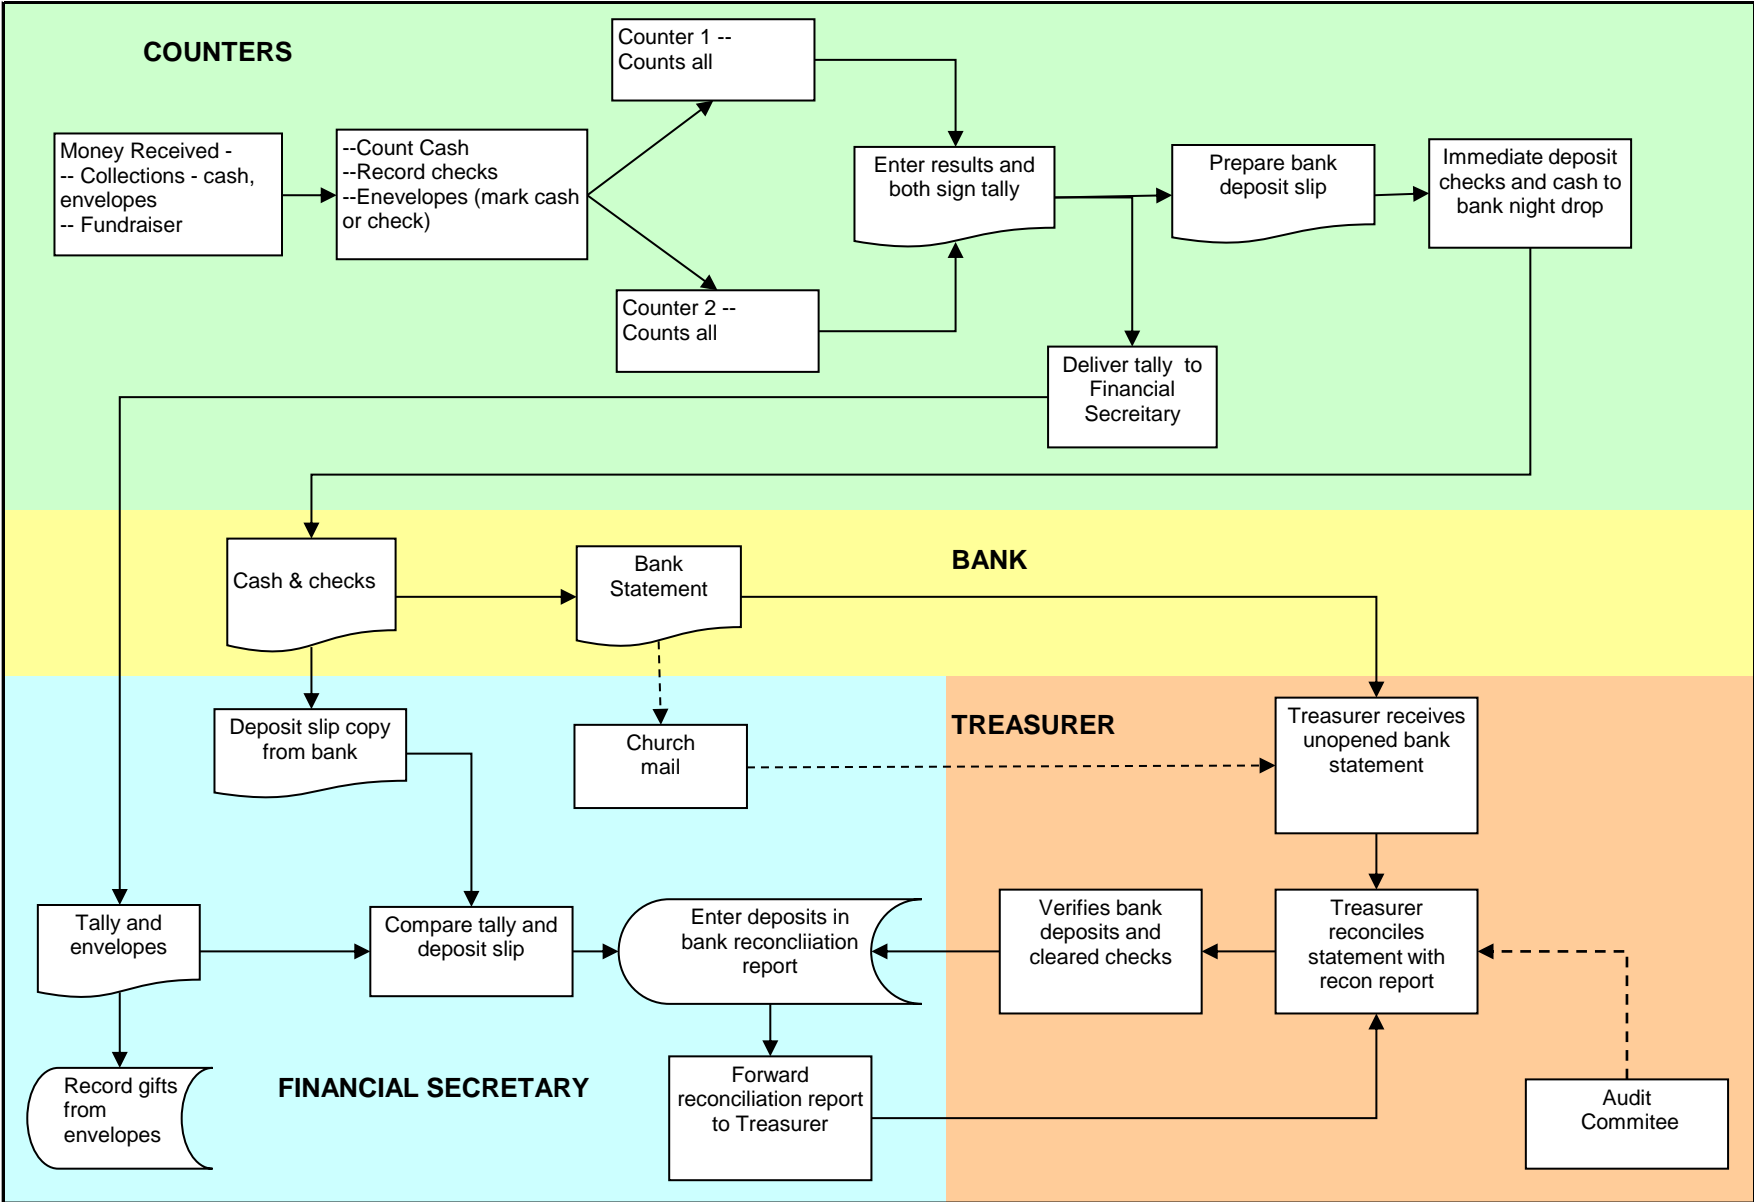 COUNTERS
Counter 1 --
Counts all
Money Received -
-- Collections - cash,
envelopes
-- Fundraiser
--Count Cash
--Record checks
--Enevelopes (mark cash
or check)
Enter results and
both sign tally
Prepare bank
deposit slip
Immediate deposit
checks and cash to
bank night drop
Counter 2 --
Counts all
Deliver tally to
Financial
Secreitary
BANK
Cash & checks
Bank
Statement
TREASURER
Deposit slip copy
from bank
Church
mail
Treasurer receives
unopened bank
statement
Tally and
envelopes
Compare tally and
deposit slip
Enter deposits in
bank reconciiiation
report
Verifies bank
deposits and
cleared checks
Treasurer
reconciles
statement with
recon report
FINANCIAL SECRETARY
Record gifts
from
envelopes
Forward
reconciliation report
to Treasurer
Audit
Commitee